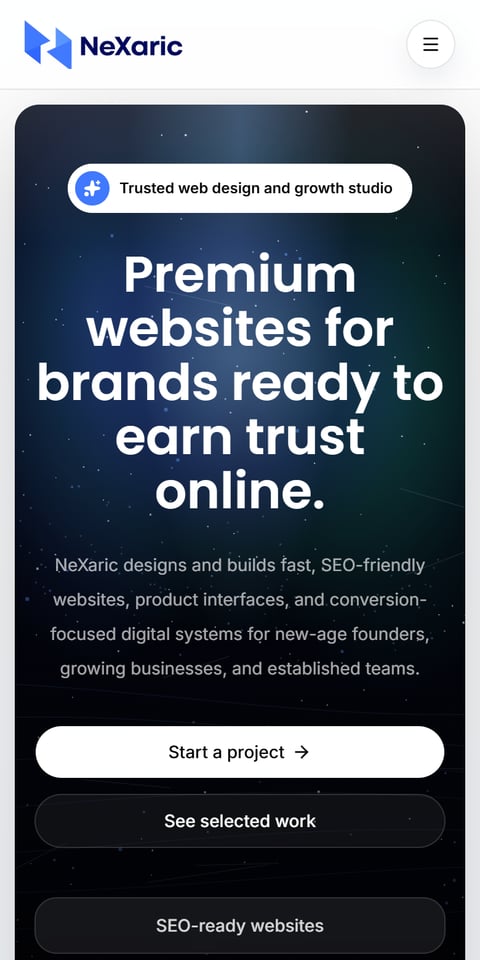 NeXaric
Trusted web design and growth studio
Premium
websites for
brands ready to
earn trust
online.
NeXaric designs and builds fast, SEO-friendly
websites, product interfaces, and conversion-
focused digital systems for new-age founders,
growing businesses, and established teams.
Start a project →
See selected work
SEO-ready websites